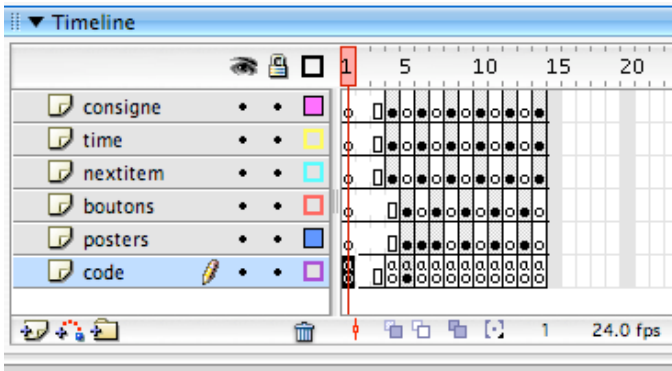 Timeline
1 5 10 15 20
consigne
time
nextitem
boutons
posters
code
1 24.0 fps